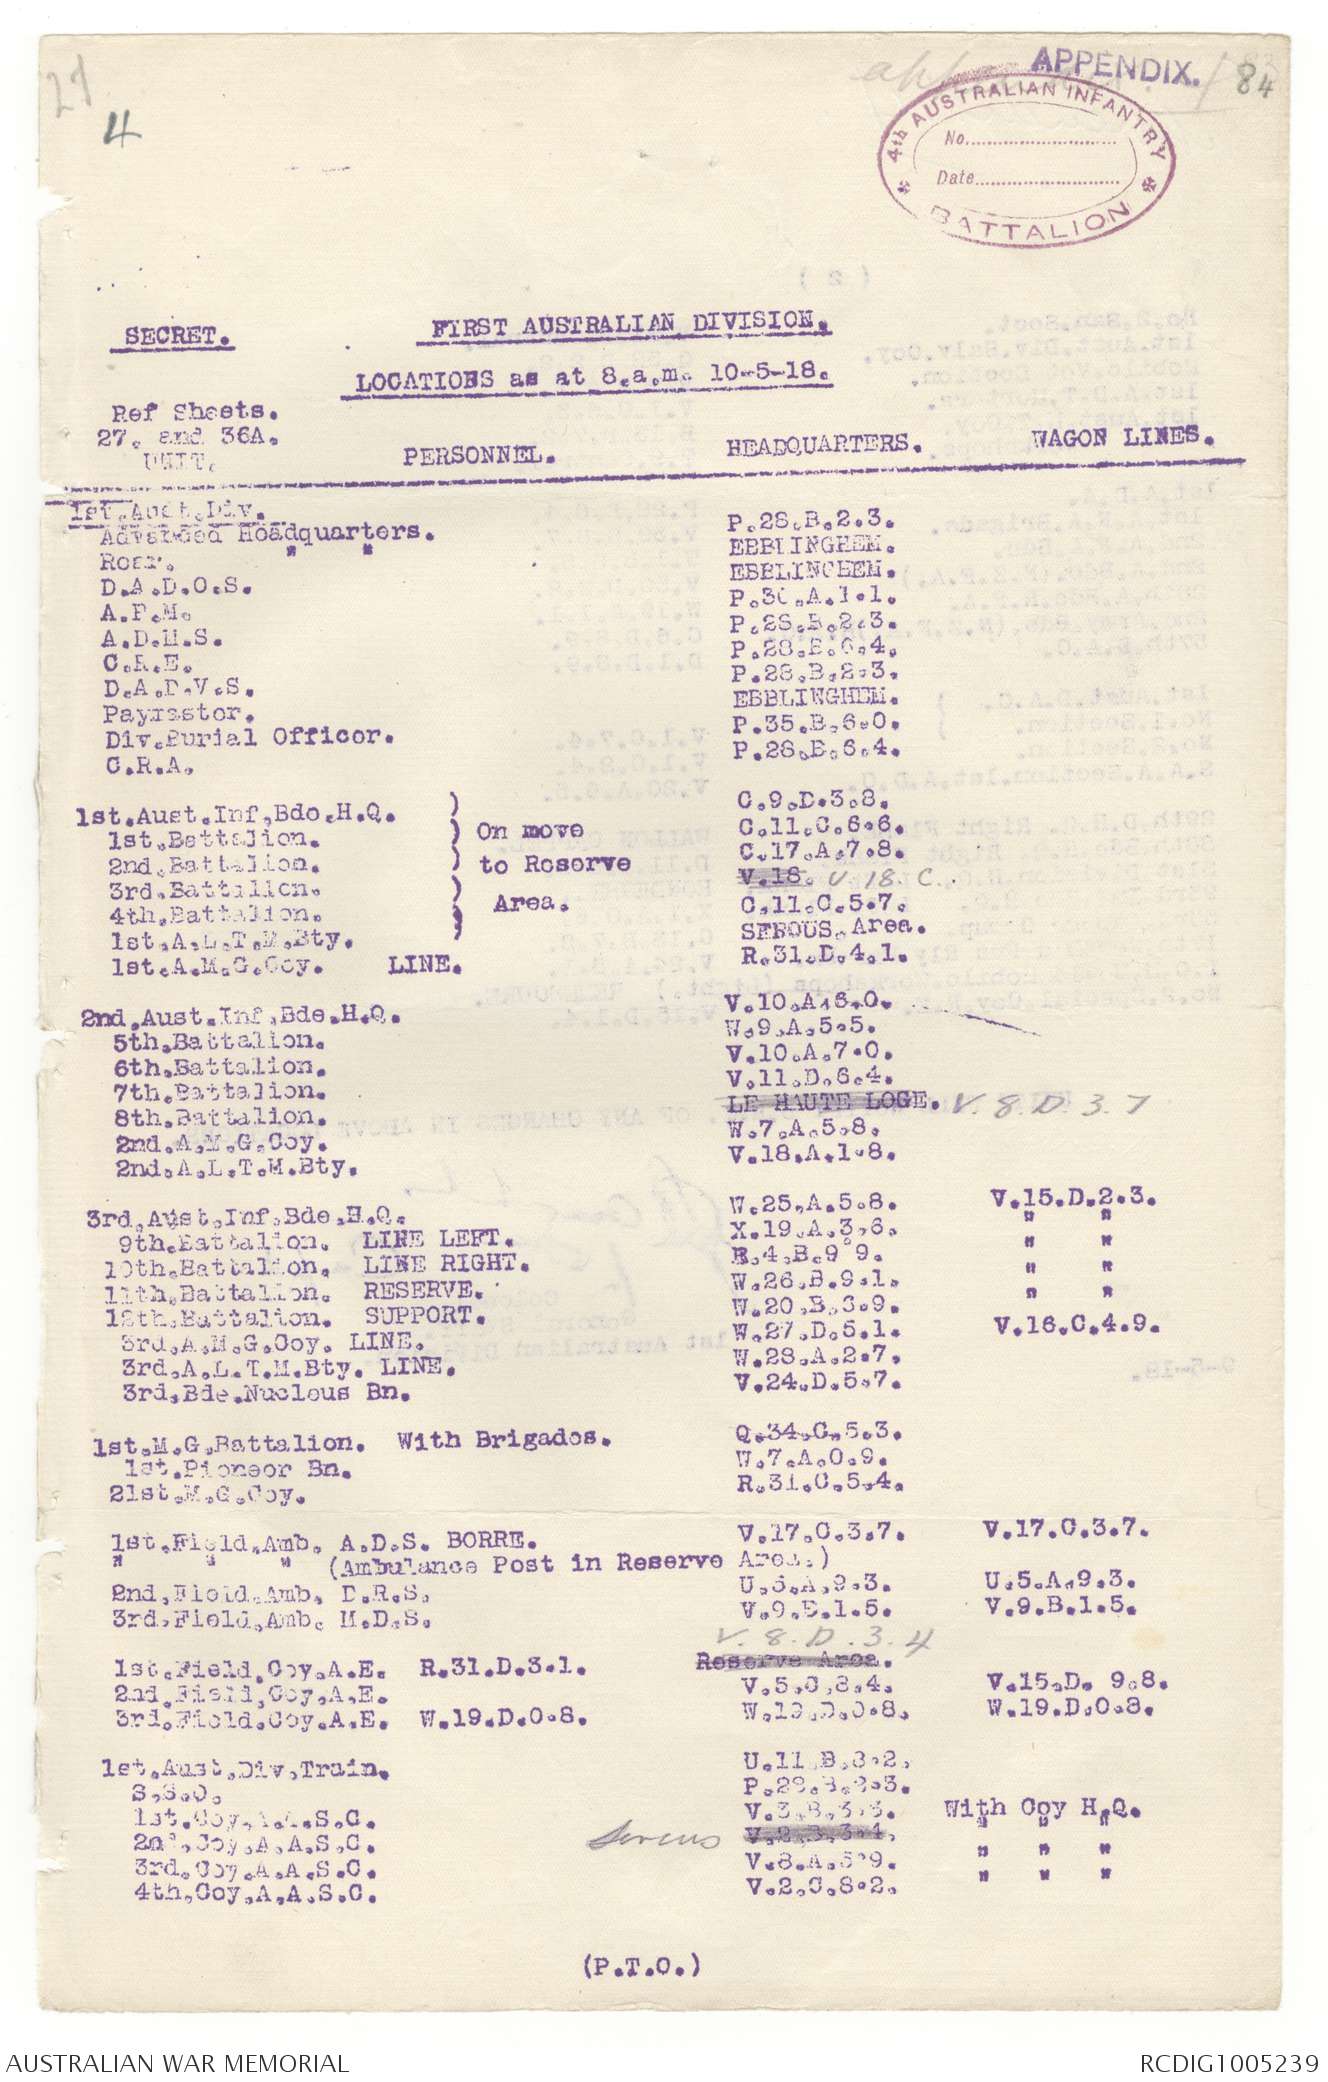 27
4
APPENDIX.
84
4th AUSTRALIAN INFANTRY
No.
Date
BATTALION
SECRET. FIRST AUSTRALIAN DIVISION.
LOCATIONS as at 8.a.m. 10-5-18.
Ref Sheets.
27. and 36A.
UNIT. PERSONNEL. HEADQUARTERS. WAGON LINES.
1st.Aust.Div.
Advanced Headquarters. P.28.B.2.3.
Rear. " " EBBLINGHEM.
D.A.D.O.S. EBBLINGHEM.
A.P.M. P.30.A.1.1.
A.D.M.S. P.28.B.2.3.
C.R.E. P.28.B.6.4.
D.A.D.V.S. P.28.B.2.3.
Paymaster. EBBLINGHEM.
Div.Burial Officer. P.35.B.6.0.
C.R.A. P.28.B.6.4.
1st.Aust.Inf.Bde.H.Q. ) C.9.D.3.8.
1st.Battalion. ) On move C.11.C.6.6.
2nd.Battalion. ) to Reserve C.17.A.7.8.
3rd.Battalion. ) V.18. V.18.C.
4th.Battalion. ) Area. C.11.C.5.7.
1st.A.L.T.M.Bty. ) SERCUS Area.
1st.A.M.G.Coy. LINE. R.31.D.4.1.
2nd.Aust.Inf.Bde.H.Q. V.10.A.6.0.
5th.Battalion. W.9.A.5.5.
6th.Battalion. V.10.A.7.0.
7th.Battalion. V.11.D.6.4.
8th.Battalion. LE HAUTE LOGE. V.8.D.3.7
2nd.A.M.G.Coy. W.7.A.5.8.
2nd.A.L.T.M.Bty. V.18.A.1.8.
3rd.Aust.Inf.Bde.H.Q. W.25.A.5.8. V.15.D.2.3.
9th.Battalion. LINE LEFT. X.19.A.3.6. " "
10th.Battalion. LINE RIGHT. E.4.B.9.9. " "
11th.Battalion. RESERVE. W.26.B.9.1. " "
12th.Battalion. SUPPORT. W.20.B.3.9. " "
3rd.A.M.G.Coy. LINE. W.27.D.5.1. V.16.C.4.9.
3rd.A.L.T.M.Bty. LINE. W.28.A.2.7.
3rd.Bde.Nucleus Bn. V.24.D.5.7.
1st.M.G.Battalion. With Brigades. Q.34.C.5.3.
1st.Pioneer Bn. W.7.A.0.9.
21st.M.G.Coy. R.31.C.5.4.
1st.Field.Amb. A.D.S. BORRE. V.17.C.3.7. V.17.C.3.7.
" " " (Ambulance Post in Reserve Area.)
2nd.Field.Amb. D.R.S. U.5.A.9.3. U.5.A.9.3.
3rd.Field.Amb. M.D.S. V.9.B.1.5. V.9.B.1.5.
V.8.D.3.4
1st.Field.Coy.A.E. R.31.D.3.1. Reserve Area.
2nd.Field.Coy.A.E. V.5.C.8.4. V.15.D. 9.8.
3rd.Field.Coy.A.E. W.19.D.0.8. W.19.D.0.8. W.19.D.0.8.
1st.Aust.Div.Train. U.11.B.8.2.
S.S.O. P.28.B.2.3.
1st.Coy.A.A.S.C. V.3.B.3.3. With Coy H.Q.
2nd.Coy.A.A.S.C. Sercus V.2.B.3.4. " " "
3rd.Coy.A.A.S.C. V.8.A.5.9. " " "
4th.Coy.A.A.S.C. V.2.C.8.2. " " "
(P.T.O.)
AUSTRALIAN WAR MEMORIAL RCDIG1005239